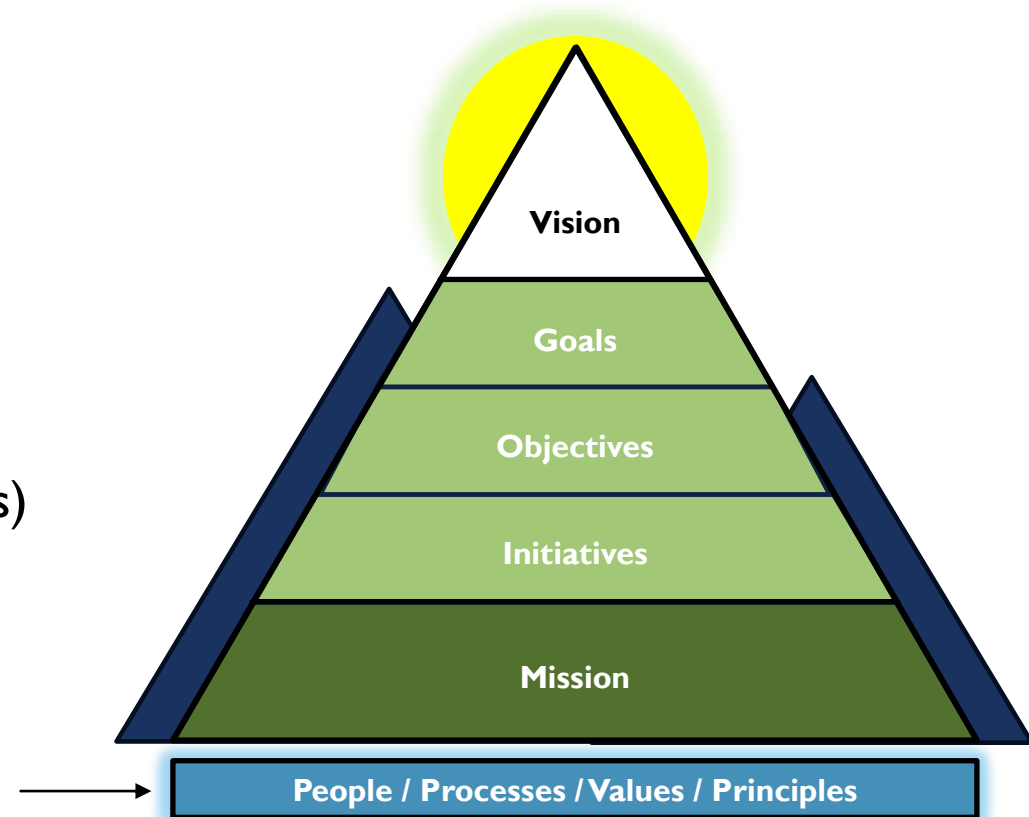 Vision
Goals
Objectives
s)
Initiatives
Mission
People / Processes / Values / Principles